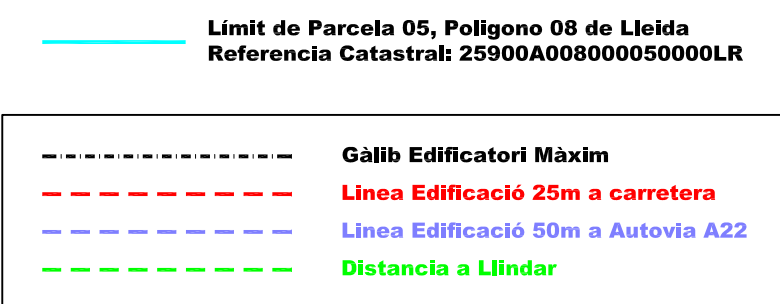 Límit de Parcela 05, Poligono 08 de Lleida
Referencia Catastral: 25900A008000050000LR
Gàlib Edificatori Màxim
Linea Edificació 25m a carretera
Linea Edificació 50m a Autovia A22
Distancia a Llindar